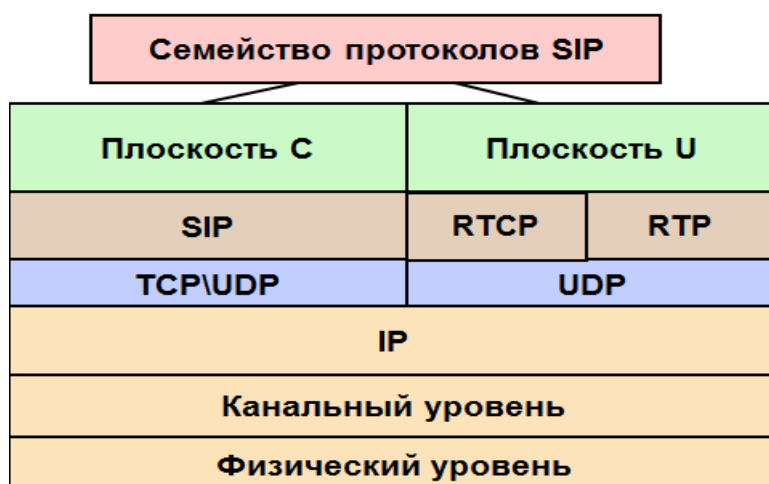 Семейство протоколов SIP
Плоскость C
Плоскость U
SIP
RTCP
RTP
TCP\UDP
UDP
IP
Канальный уровень
Физический уровень